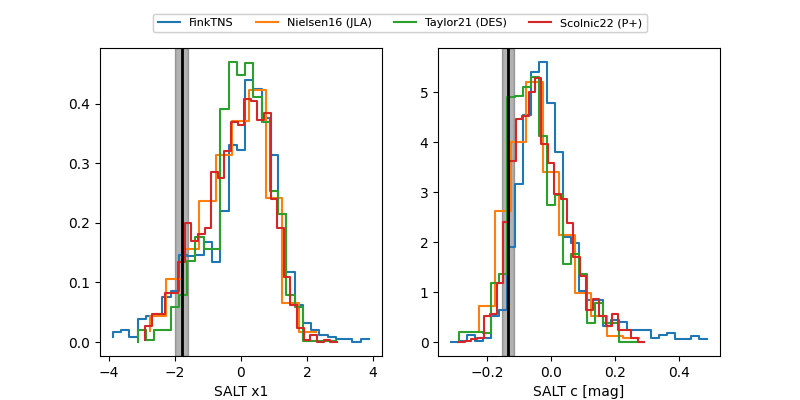 FinkTNS Nielsen16 (JLA) Taylor21 (DES) Scolnic22 (P+)
0.4
0.3
0.2
0.1
0.0
−4 −2 0 2 4
SALT x1
5
4
3
2
1
0
−0.2 0.0 0.2 0.4
SALT c [mag]